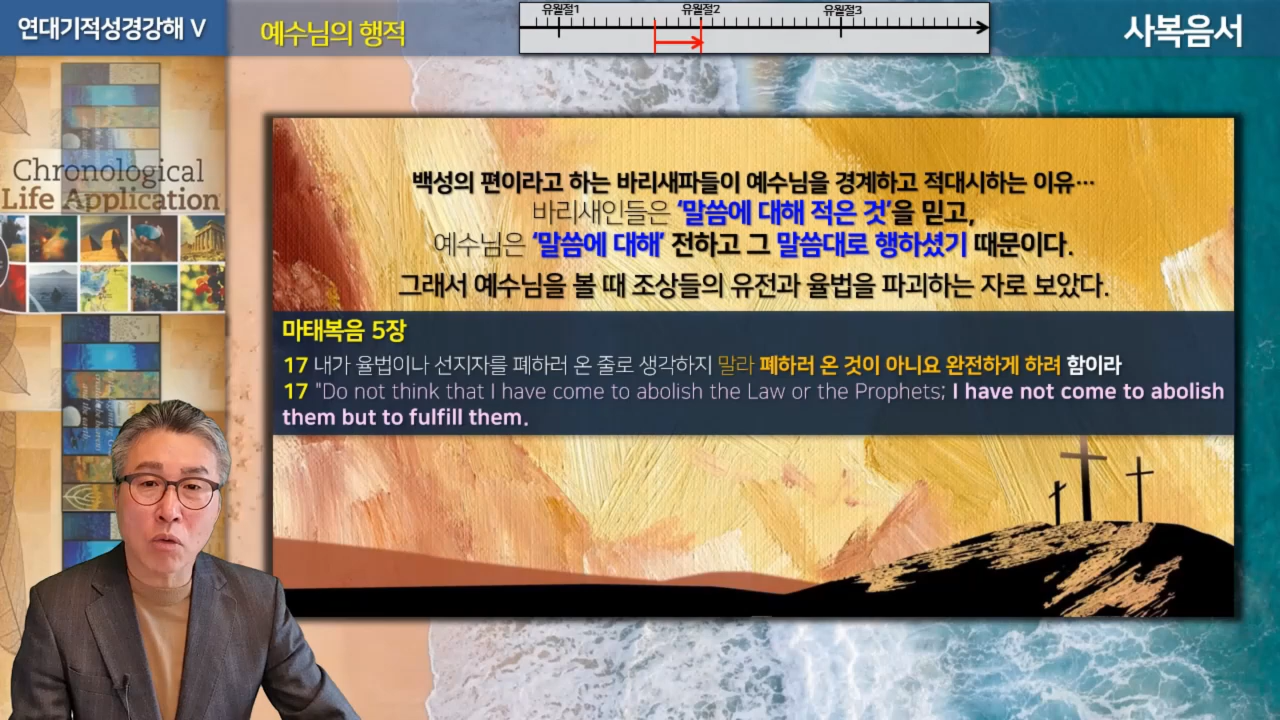 연대기적성경강해 V
예수님의 행적
유월절1
유월절2
유월절3
사복음서
Chronological
Life Application
백성의 편이라고 하는 바리새파들이 예수님을 경계하고 적대시하는 이유…
바리새인들은 ‘말씀에 대해 적은 것’을 믿고,
예수님은 ‘말씀에 대해’ 전하고 그 말씀대로 행하셨기 때문이다.
그래서 예수님을 볼 때 조상들의 유전과 율법을 파괴하는 자로 보았다.
마태복음 5장
17 내가 율법이나 선지자를 폐하러 온 줄로 생각하지 말라 폐하러 온 것이 아니요 완전하게 하려 함이라
17 "Do not think that I have come to abolish the Law or the Prophets; I have not come to abolish
them but to fulfill them.